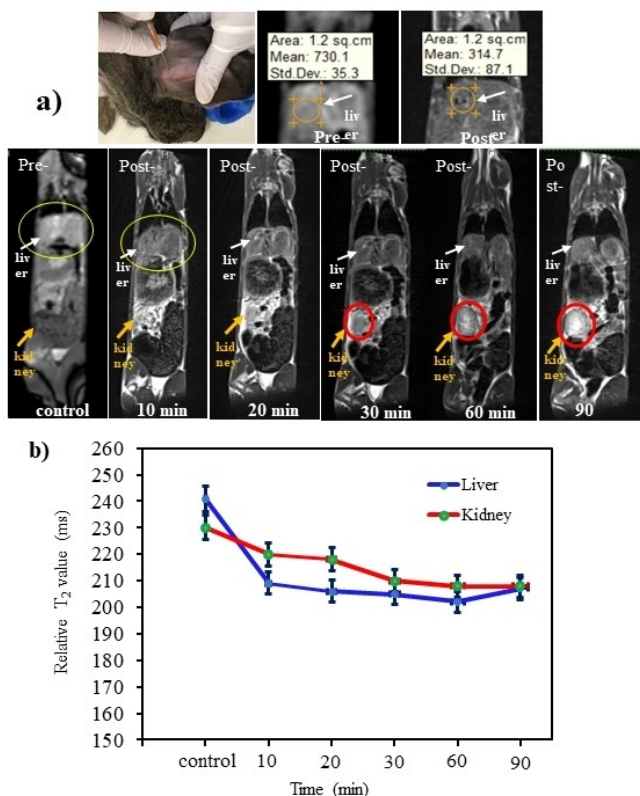 a)
Area: 1.2 sq.cm
Mean: 730.1
Std.Dev.: 35.3
liv
er
Pre-
Area: 1.2 sq.cm
Mean: 314.7
Std.Dev.: 87.1
liv
er
Post-
Pre-
liv
er
kid
ney
control
Post-
liv
er
kid
ney
10 min
Post-
liv
er
kid
ney
20 min
Post-
liv
er
kid
ney
30 min
Post-
liv
er
kid
ney
60 min
Po
st-
liv
er
kid
ney
90
b)
Relative T₂ value (ms)
260
250
240
230
220
210
200
190
180
170
160
150
Liver
Kidney
control 10 20 30 60 90
Time (min)